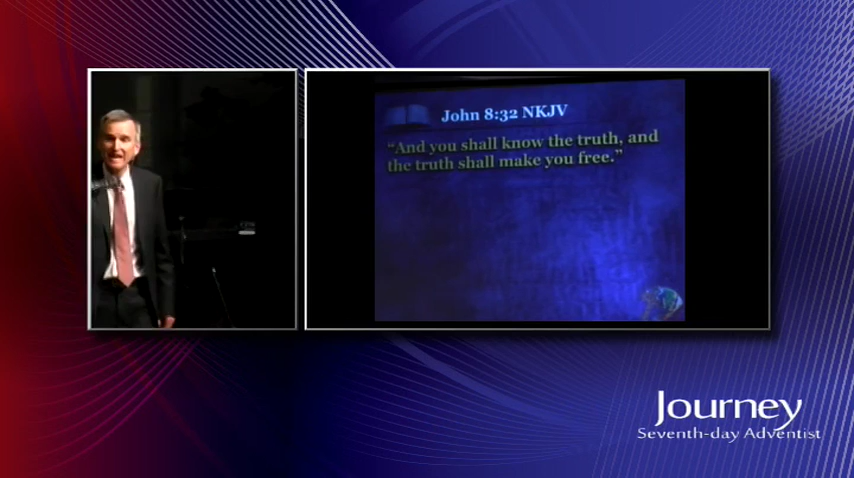 John 8:32 NKJV
“And you shall know the truth, and
the truth shall make you free.”
Journey
Seventh-day Adventist